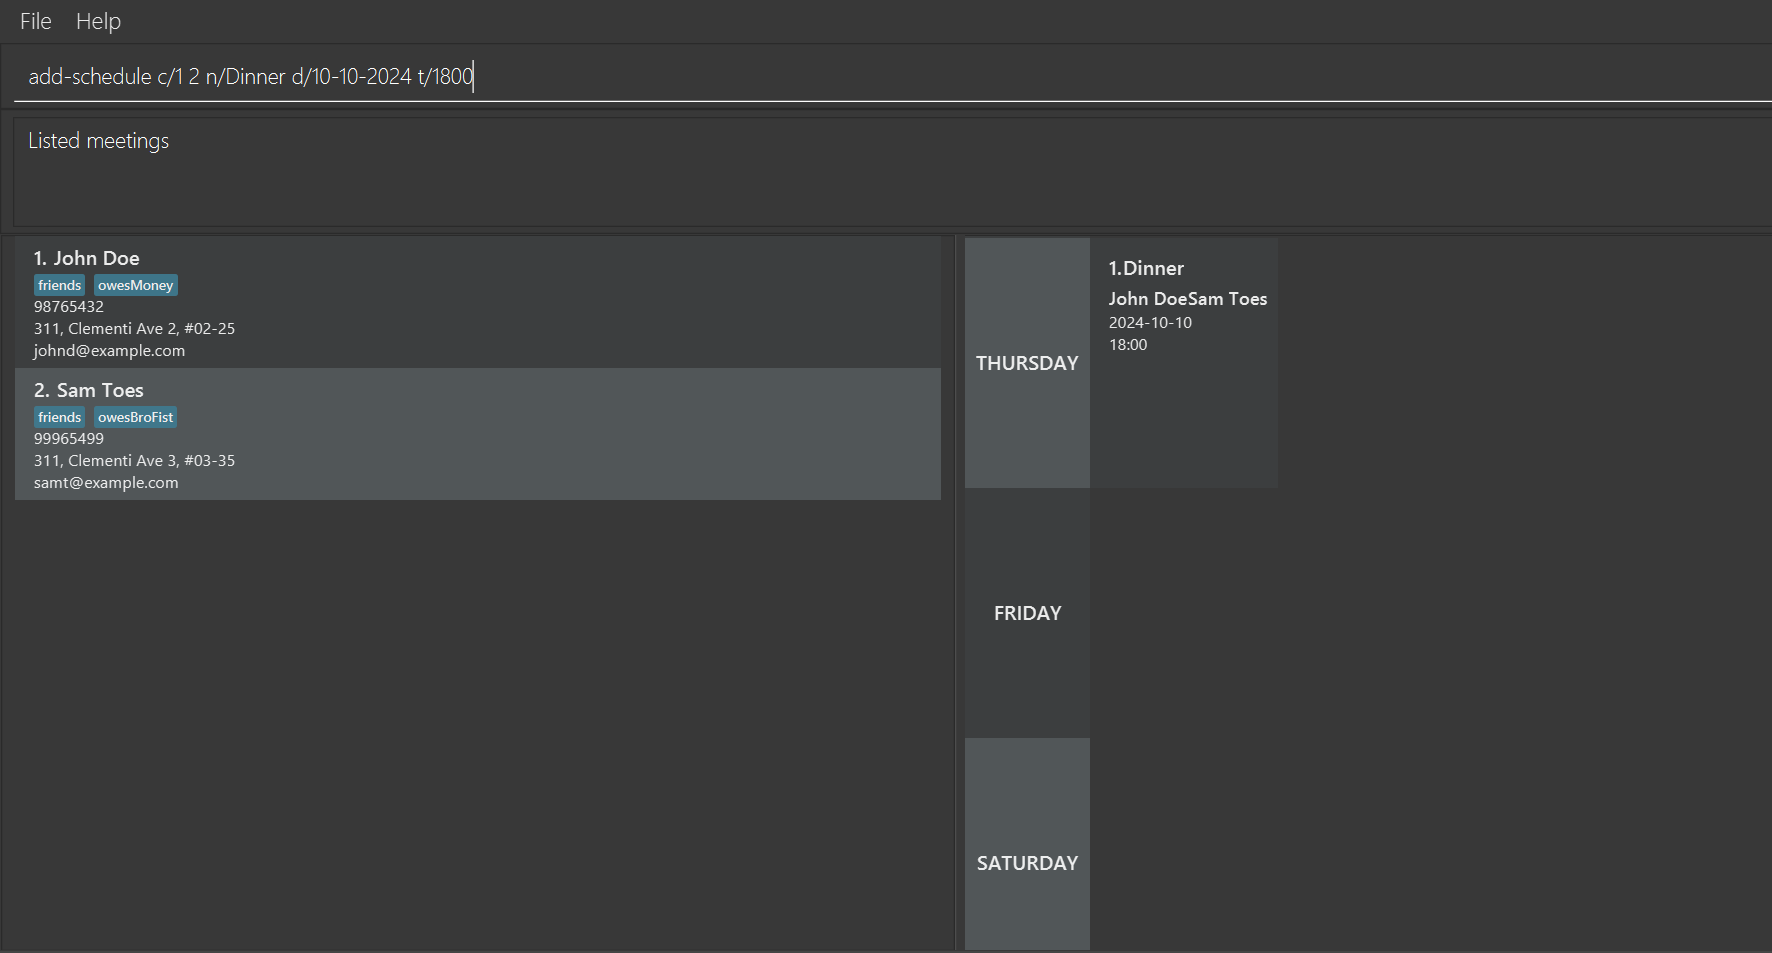 File Help
add-schedule c/1 2 n/Dinner d/10-10-2024 t/1800
Listed meetings
1. John Doe
friends owesMoney
98765432
311, Clementi Ave 2, #02-25
johnd@example.com
2. Sam Toes
friends owesBroFist
99965499
311, Clementi Ave 3, #03-35
samt@example.com
THURSDAY
1.Dinner
John DoeSam Toes
2024-10-10
18:00
FRIDAY
SATURDAY